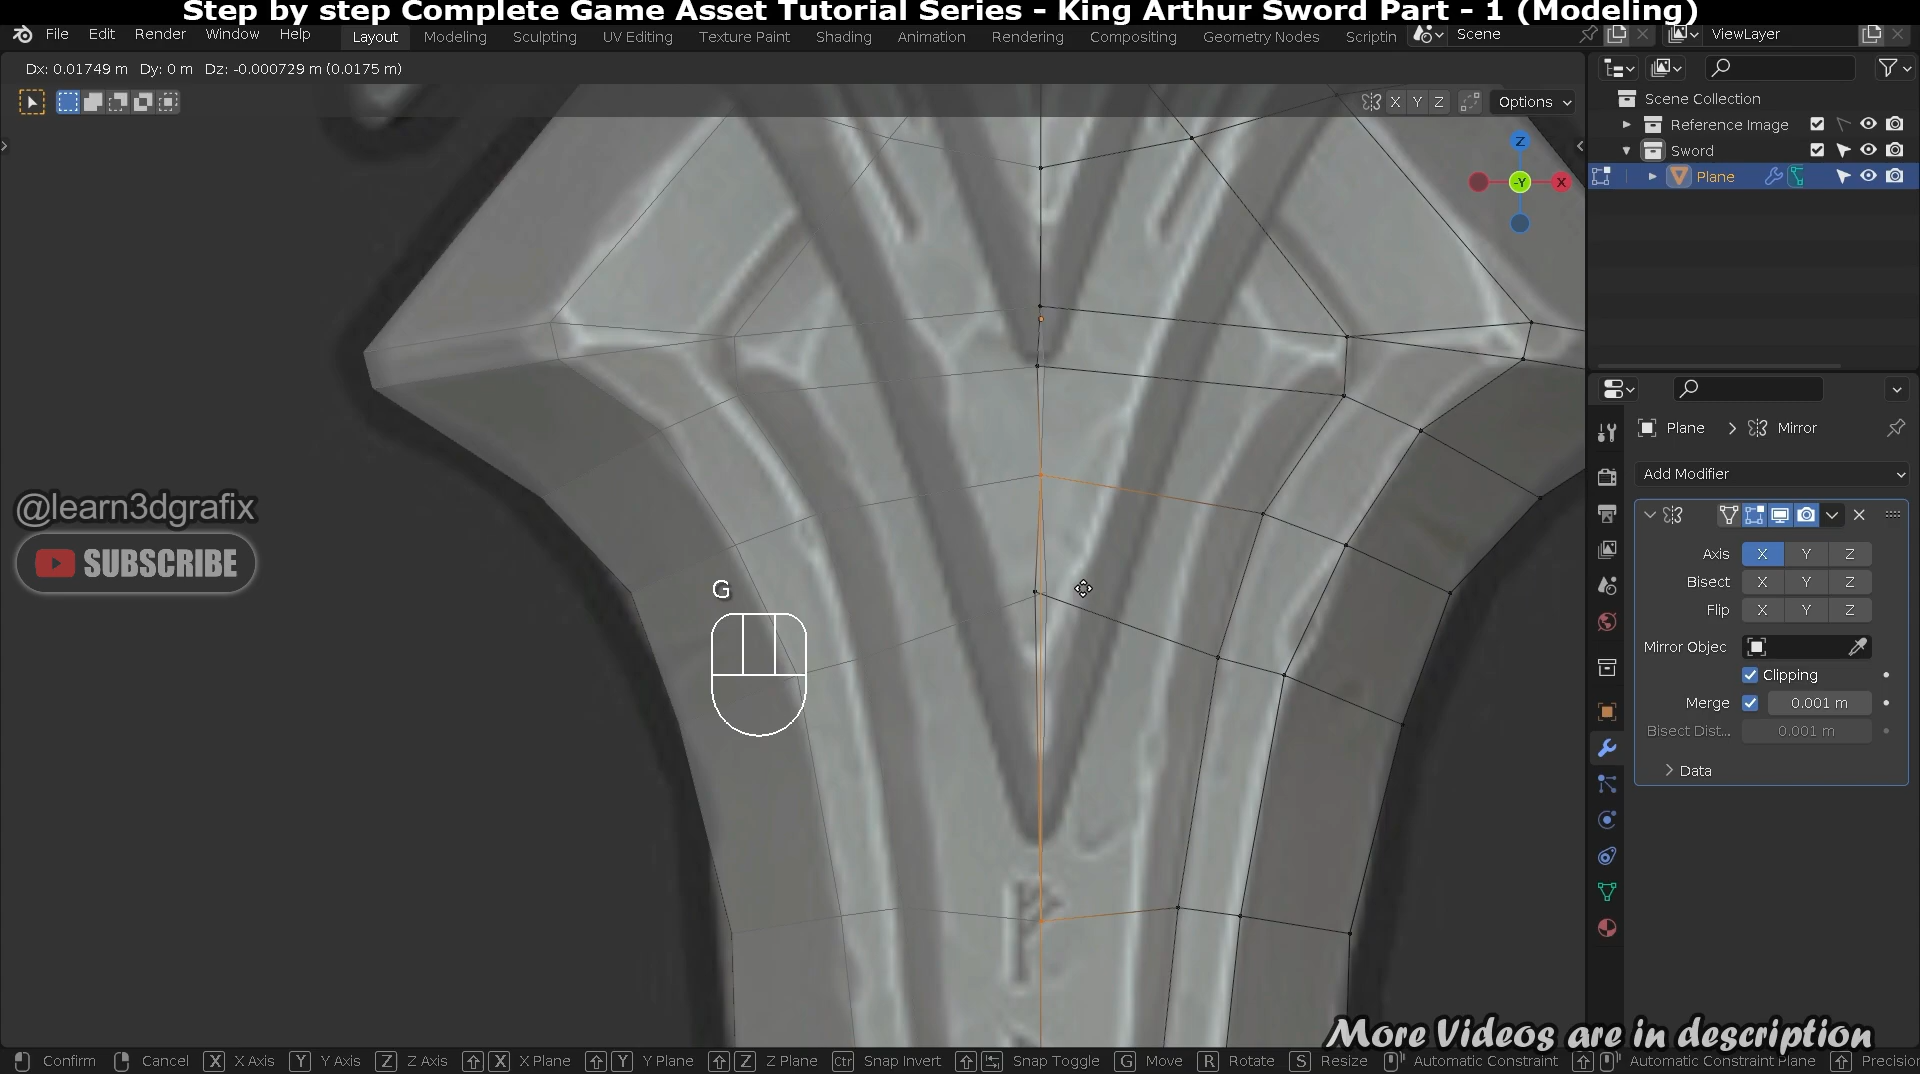 Step by step Complete Game Asset Tutorial Series - King Arthur Sword Part - 1 (Modeling)
File Edit Render Window Help Layout Modeling Sculpting UV Editing Texture Paint Shading Animation Rendering Compositing Geometry Nodes Scriptin Scene ViewLayer
Dx: 0.01749 m Dy: 0 m Dz: -0.000729 m (0.0175 m)
X Y Z Options
Scene Collection
Reference Image
Sword
Plane
Z
-Y X
Plane > Mirror
Add Modifier
Axis X Y Z
Bisect X Y Z
Flip X Y Z
Mirror Objec
Clipping
Merge 0.001 m
Bisect Dist... 0.001 m
Data
@learn3dgrafix
SUBSCRIBE
G
More Videos are in description
Confirm Cancel X X Axis Y Y Axis Z Z Axis X X Plane Y Y Plane Z Z Plane Ctrl Snap Invert Snap Toggle G Move R Rotate S Resize Automatic Constraint Automatic Constraint Plane Precision